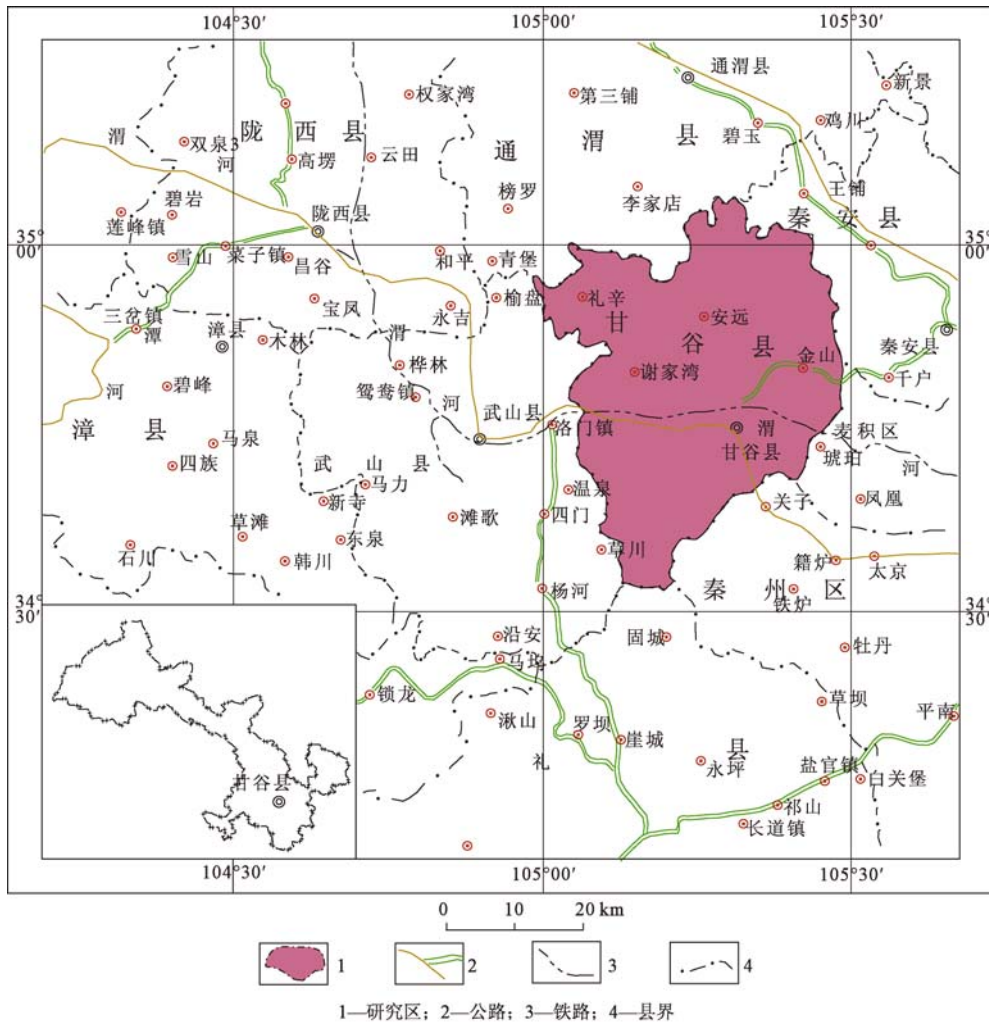 104°30′ 105°00′ 105°30′
通渭县
权家湾 第三铺 新景
渭 陇西县 鸡川
双泉3 河 高塄 云田 通 渭 县 碧玉
碧岩 榜罗 李家店 王铺
莲峰镇 陇西县 秦安县
35°00′ 35°00′
雪山 菜子镇 昌谷 和平 青堡
宝凤 永吉 榆盘 礼辛
三岔镇 漳县 渭 甘 安远
潭 木林 谷 县 秦安县
桦林 谢家湾 金山 千户
河 碧峰 鸳鸯镇 河 武山县
漳县 洛门镇 渭 麦积区
马泉 甘谷县 琥珀 河
四族 武山县
马力 温泉 凤凰
新寺 滩歌 四门 关子
草滩 东泉 草川
石川 韩川 籍炉 太京
杨河 秦州区 铁炉
34°30′ 34°30′
沿安 固城 牡丹
马坞
锁龙 草坝
湫山 罗坝 崖城 县 平南
甘谷县 礼 永坪 盐官镇
白关堡
祁山
长道镇
104°30′ 105°00′ 105°30′
0 10 20 km
1 2 3 4
1—研究区；2—公路；3—铁路；4—县界